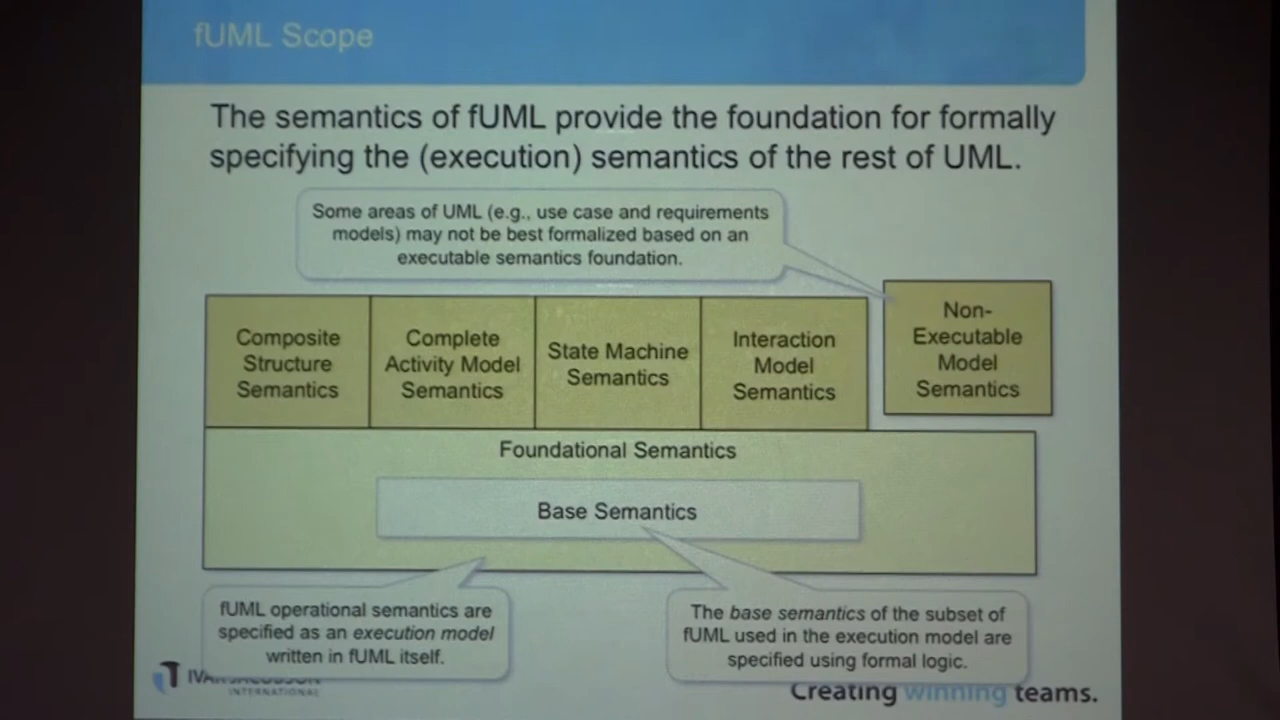 fUML Scope
The semantics of fUML provide the foundation for formally
specifying the (execution) semantics of the rest of UML.
Some areas of UML (e.g., use case and requirements
models) may not be best formalized based on an
executable semantics foundation.
Composite
Structure
Semantics
Complete
Activity Model
Semantics
State Machine
Semantics
Interaction
Model
Semantics
Non-
Executable
Model
Semantics
Foundational Semantics
Base Semantics
fUML operational semantics are
specified as an execution model
written in fUML itself.
The base semantics of the subset of
fUML used in the execution model are
specified using formal logic.
INTERNATIONAL
Creating winning teams.